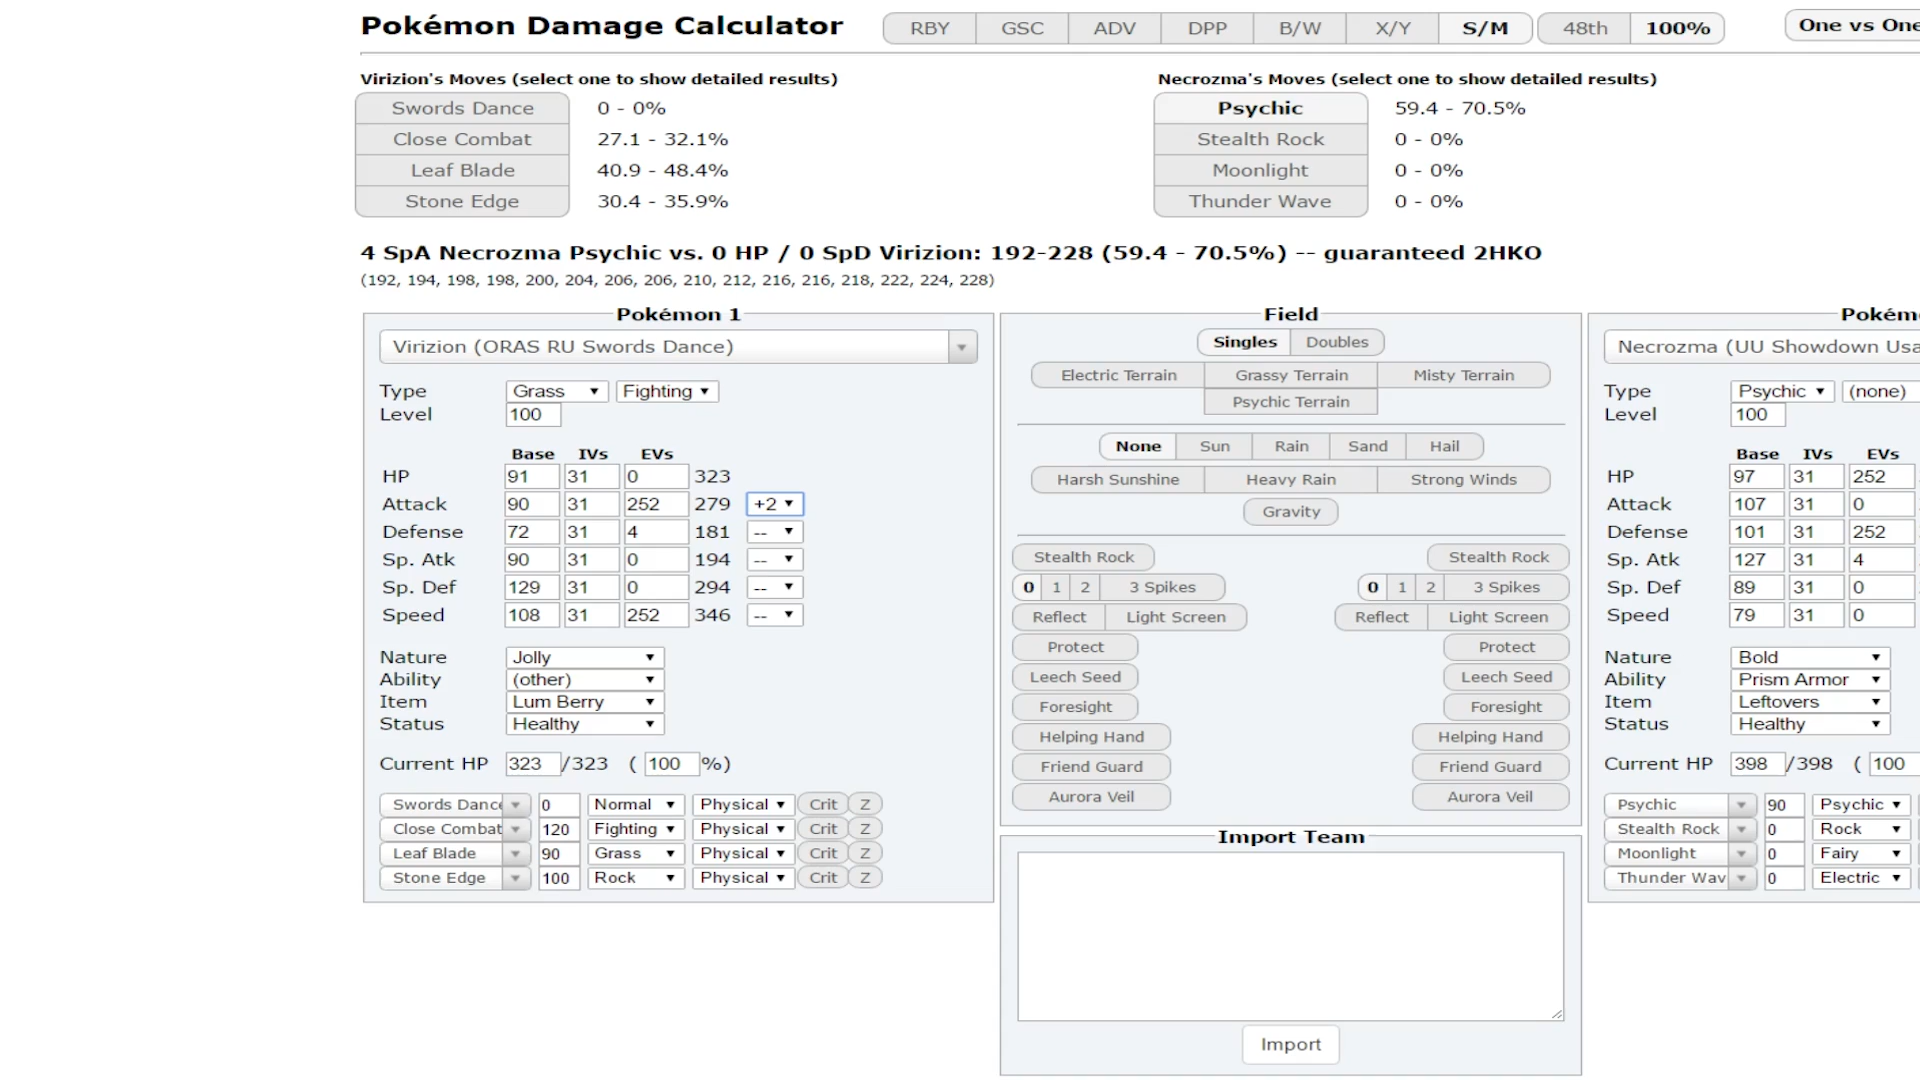 Pokémon Damage Calculator
RBY GSC ADV DPP B/W X/Y S/M 48th 100% One vs One
Virizion's Moves (select one to show detailed results)
Swords Dance 0 - 0%
Close Combat 27.1 - 32.1%
Leaf Blade 40.9 - 48.4%
Stone Edge 30.4 - 35.9%
Necrozma's Moves (select one to show detailed results)
Psychic 59.4 - 70.5%
Stealth Rock 0 - 0%
Moonlight 0 - 0%
Thunder Wave 0 - 0%
4 SpA Necrozma Psychic vs. 0 HP / 0 SpD Virizion: 192-228 (59.4 - 70.5%) -- guaranteed 2HKO
(192, 194, 198, 198, 200, 204, 206, 206, 210, 212, 216, 216, 218, 222, 224, 228)
Pokémon 1
Virizion (ORAS RU Swords Dance)
Type Grass Fighting
Level 100
Base IVs EVs
HP 91 31 0 323
Attack 90 31 252 279 +2
Defense 72 31 4 181 --
Sp. Atk 90 31 0 194 --
Sp. Def 129 31 0 294 --
Speed 108 31 252 346 --
Nature Jolly
Ability (other)
Item Lum Berry
Status Healthy
Current HP 323 /323 ( 100 %)
Swords Dance 0 Normal Physical Crit Z
Close Combat 120 Fighting Physical Crit Z
Leaf Blade 90 Grass Physical Crit Z
Stone Edge 100 Rock Physical Crit Z
Field
Singles Doubles
Electric Terrain Grassy Terrain Misty Terrain
Psychic Terrain
None Sun Rain Sand Hail
Harsh Sunshine Heavy Rain Strong Winds
Gravity
Stealth Rock Stealth Rock
0 1 2 3 Spikes 0 1 2 3 Spikes
Reflect Light Screen Reflect Light Screen
Protect Protect
Leech Seed Leech Seed
Foresight Foresight
Helping Hand Helping Hand
Friend Guard Friend Guard
Aurora Veil Aurora Veil
Import Team
Import
Pokém
Necrozma (UU Showdown Usa
Type Psychic (none)
Level 100
Base IVs EVs
HP 97 31 252
Attack 107 31 0
Defense 101 31 252
Sp. Atk 127 31 4
Sp. Def 89 31 0
Speed 79 31 0
Nature Bold
Ability Prism Armor
Item Leftovers
Status Healthy
Current HP 398 /398 ( 100
Psychic 90 Psychic
Stealth Rock 0 Rock
Moonlight 0 Fairy
Thunder Wav 0 Electric